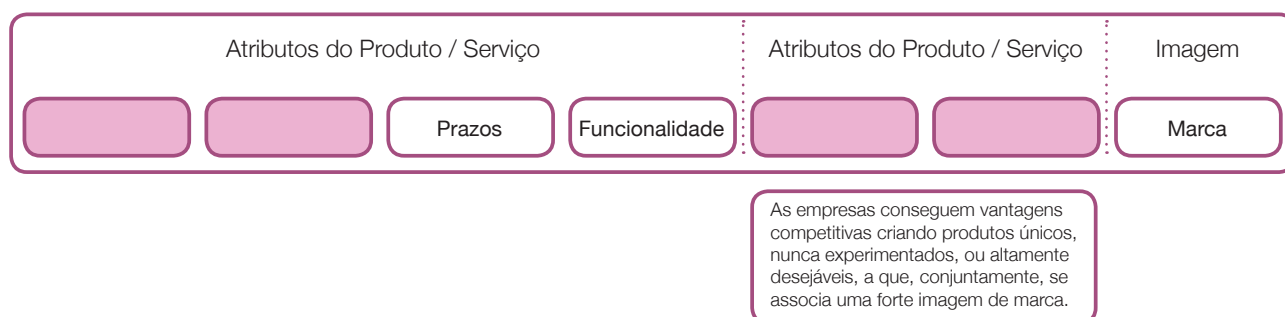 Atributos do Produto / Serviço
Atributos do Produto / Serviço
Imagem
Prazos
Funcionalidade
Marca
As empresas conseguem vantagens
competitivas criando produtos únicos,
nunca experimentados, ou altamente
desejáveis, a que, conjuntamente, se
associa uma forte imagem de marca.